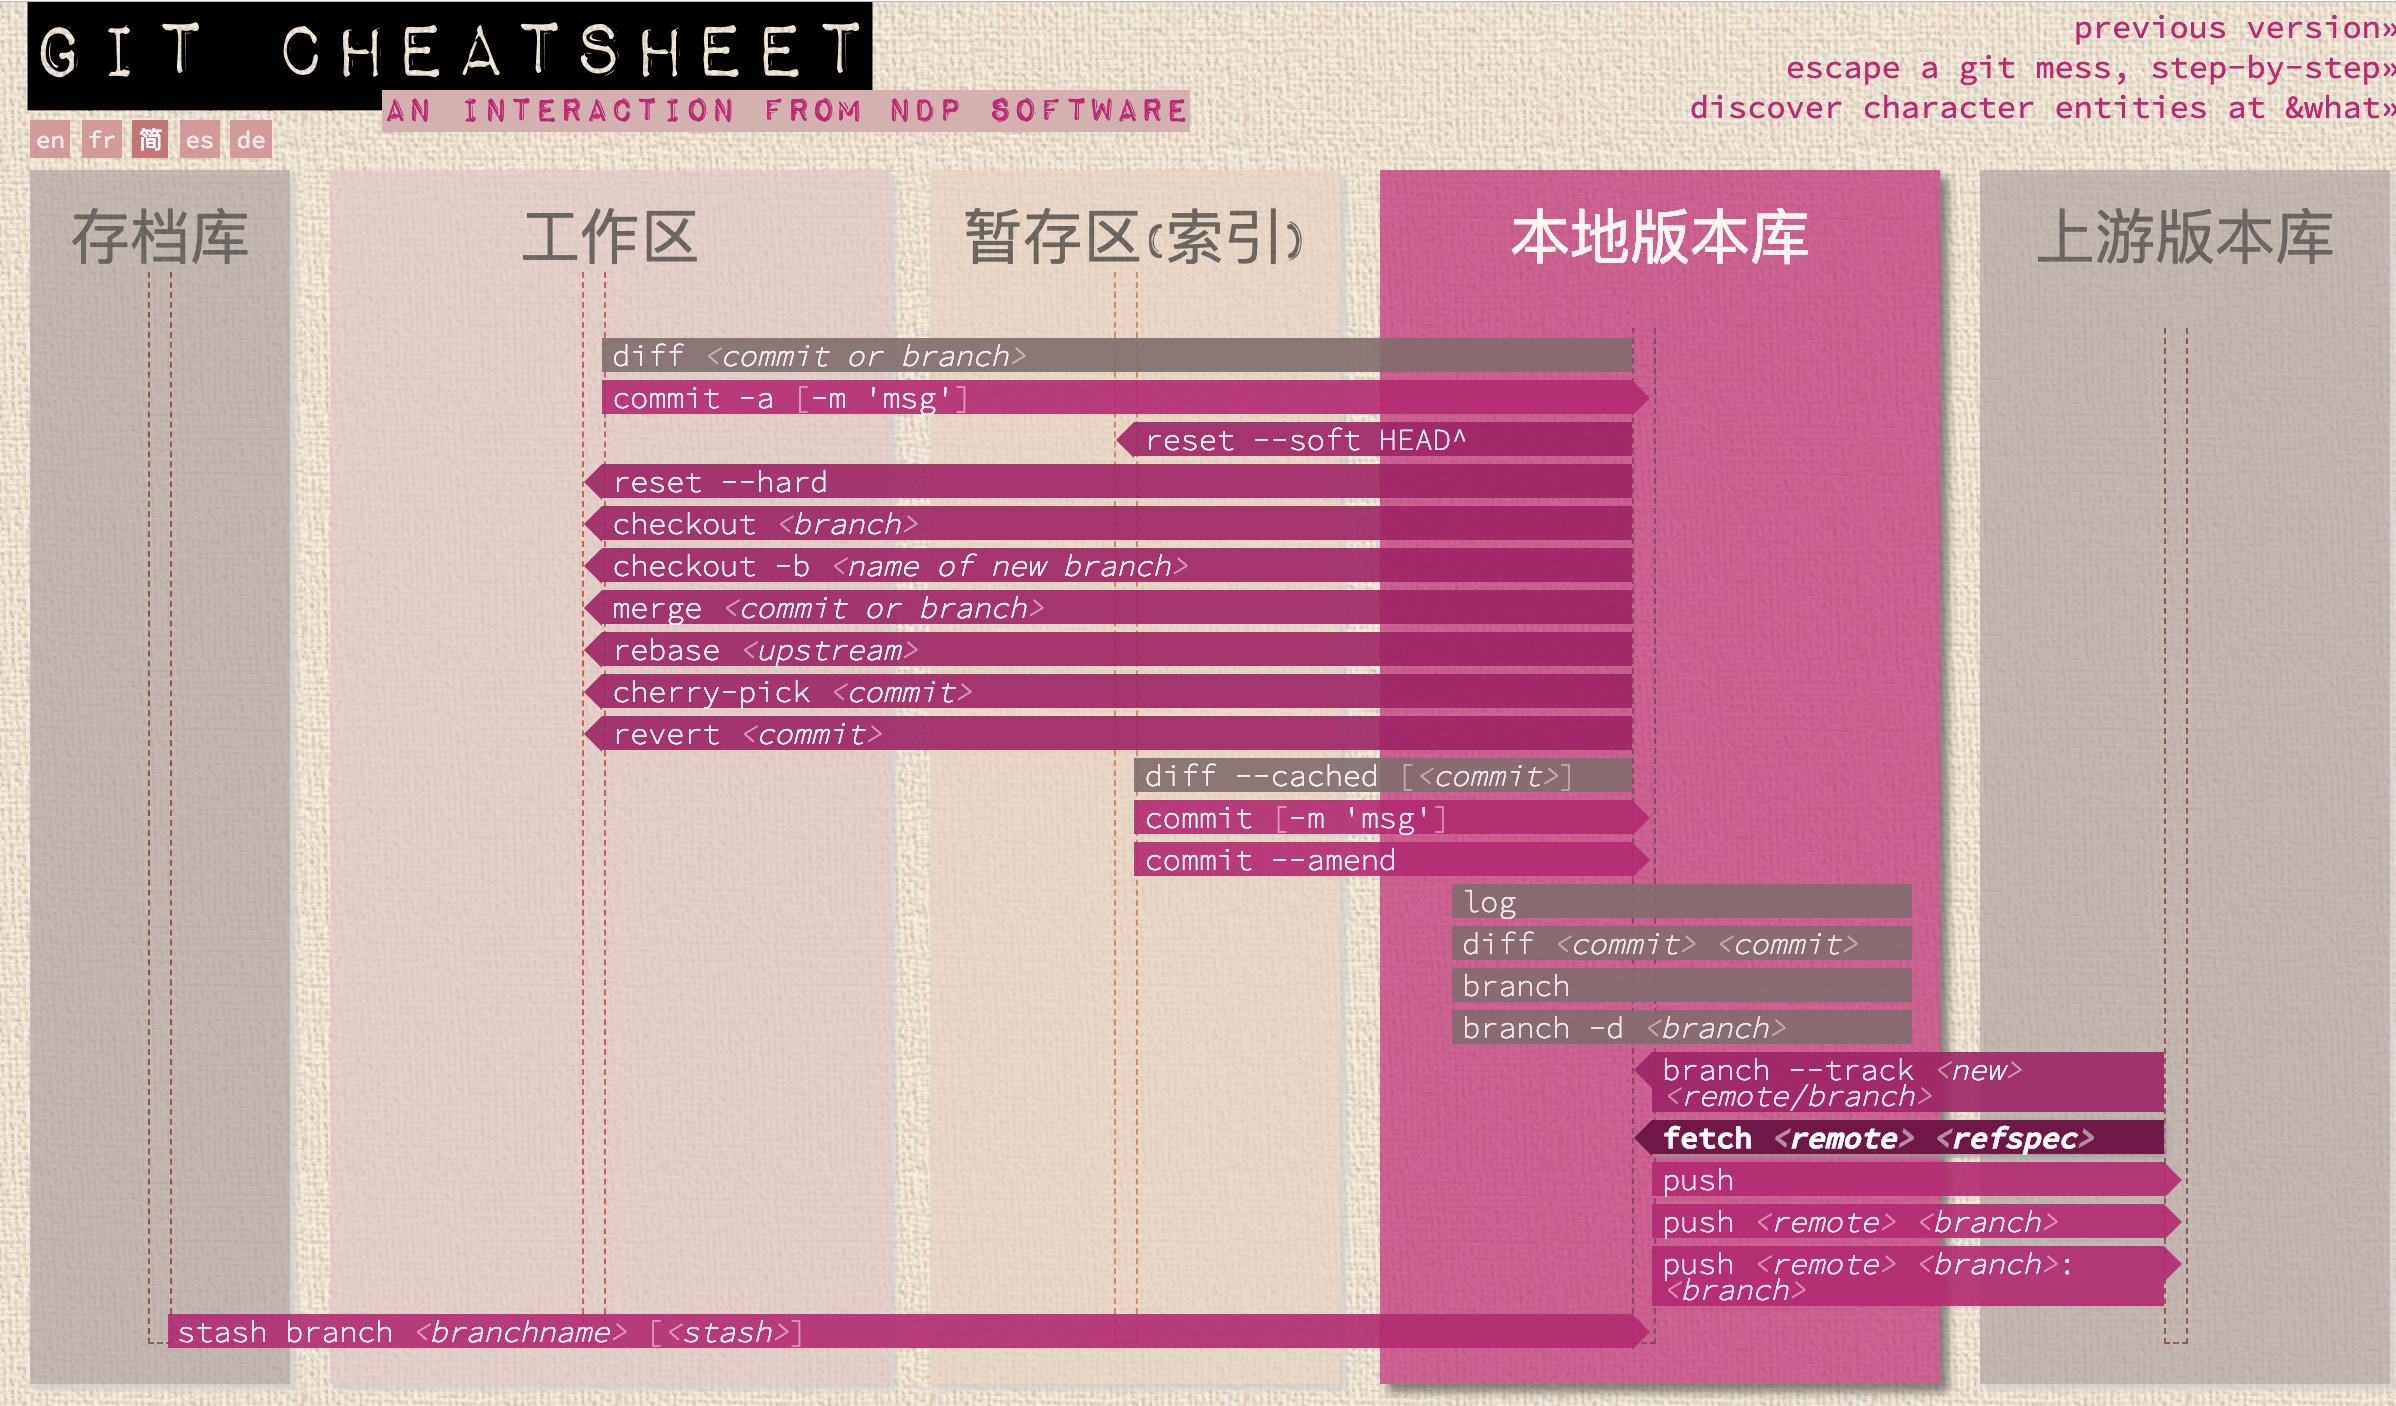 GIT CHEATSHEET
AN INTERACTION FROM NDP SOFTWARE
previous version»
escape a git mess, step-by-step»
discover character entities at &what»
en fr 简 es de
存档库
工作区
暂存区(索引)
本地版本库
上游版本库
diff <commit or branch>
commit -a [-m 'msg']
reset --soft HEAD^
reset --hard
checkout <branch>
checkout -b <name of new branch>
merge <commit or branch>
rebase <upstream>
cherry-pick <commit>
revert <commit>
diff --cached [<commit>]
commit [-m 'msg']
commit --amend
log
diff <commit> <commit>
branch
branch -d <branch>
branch --track <new>
<remote/branch>
fetch <remote> <refspec>
push
push <remote> <branch>
push <remote> <branch>:
<branch>
stash branch <branchname> [<stash>]